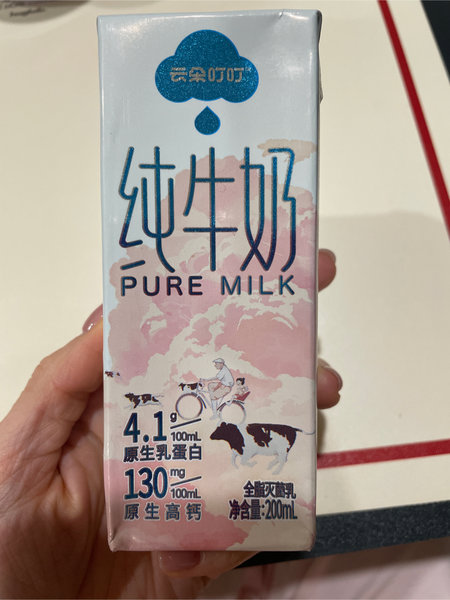 云朵叮叮
纯牛奶
PURE MILK
4.1g/100mL
原生乳蛋白
130mg/100mL
原生高钙
全脂灭菌乳
净含量:200mL